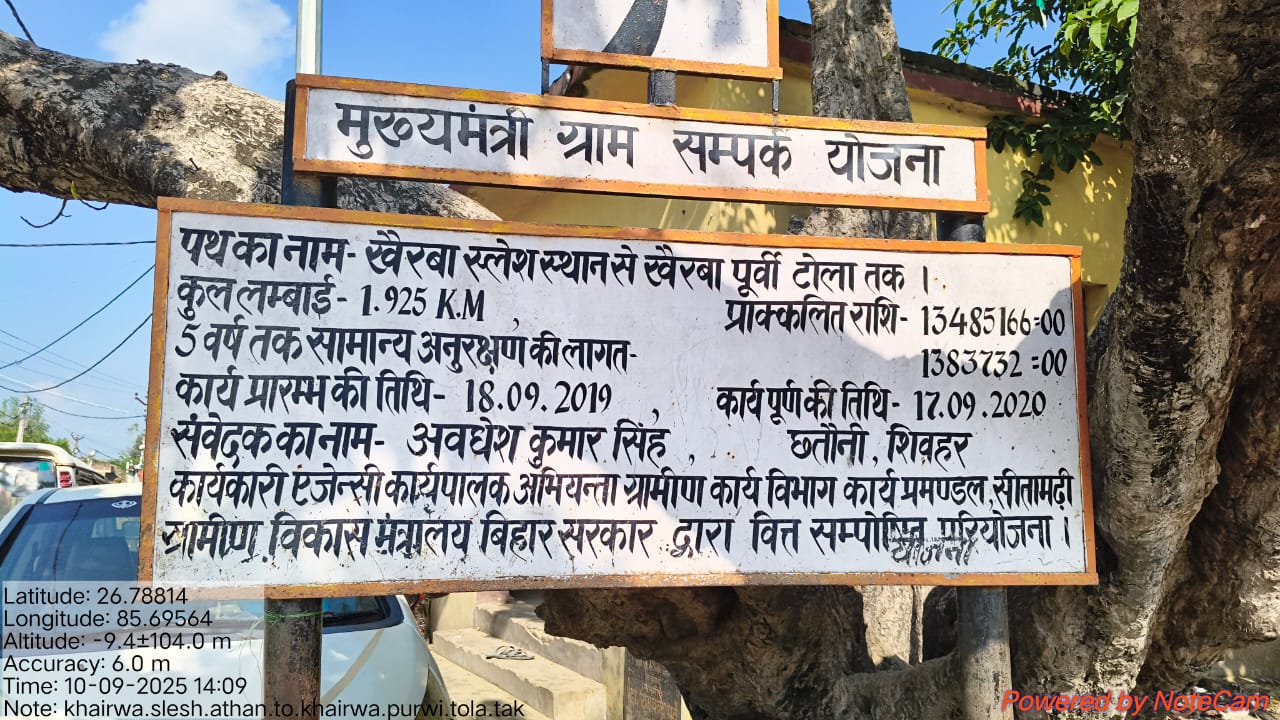 मुख्यमंत्री ग्राम सम्पर्क योजना
पथ का नाम- खैरबा स्लेश स्थान से खैरबा पूर्वी टोला तक ।
कुल लम्बाई- 1.925 K.M , प्राक्कलित राशि- 13485166=00
5 वर्ष तक सामान्य अनुरक्षण की लागत- 1383732=00
कार्य प्रारम्भ की तिथि- 18.09.2019 , कार्य पूर्ण की तिथि- 17.09.2020
संवेदक का नाम- अवधेश कुमार सिंह , छतौनी, शिवहर
कार्यकारी एजेन्सी कार्यपालक अभियन्ता ग्रामीण कार्य विभाग कार्य प्रमण्डल, सीतामढ़ी
ग्रामीण विकास मंत्रालय बिहार सरकार द्वारा वित्त सम्पोषित परियोजना ।
योजना
Latitude: 26.78814
Longitude: 85.69564
Altitude: -9.4±104.0 m
Accuracy: 6.0 m
Time: 10-09-2025 14:09
Note: khairwa.slesh.athan.to.khairwa.purwi.tola.tak
Powered by NoteCam